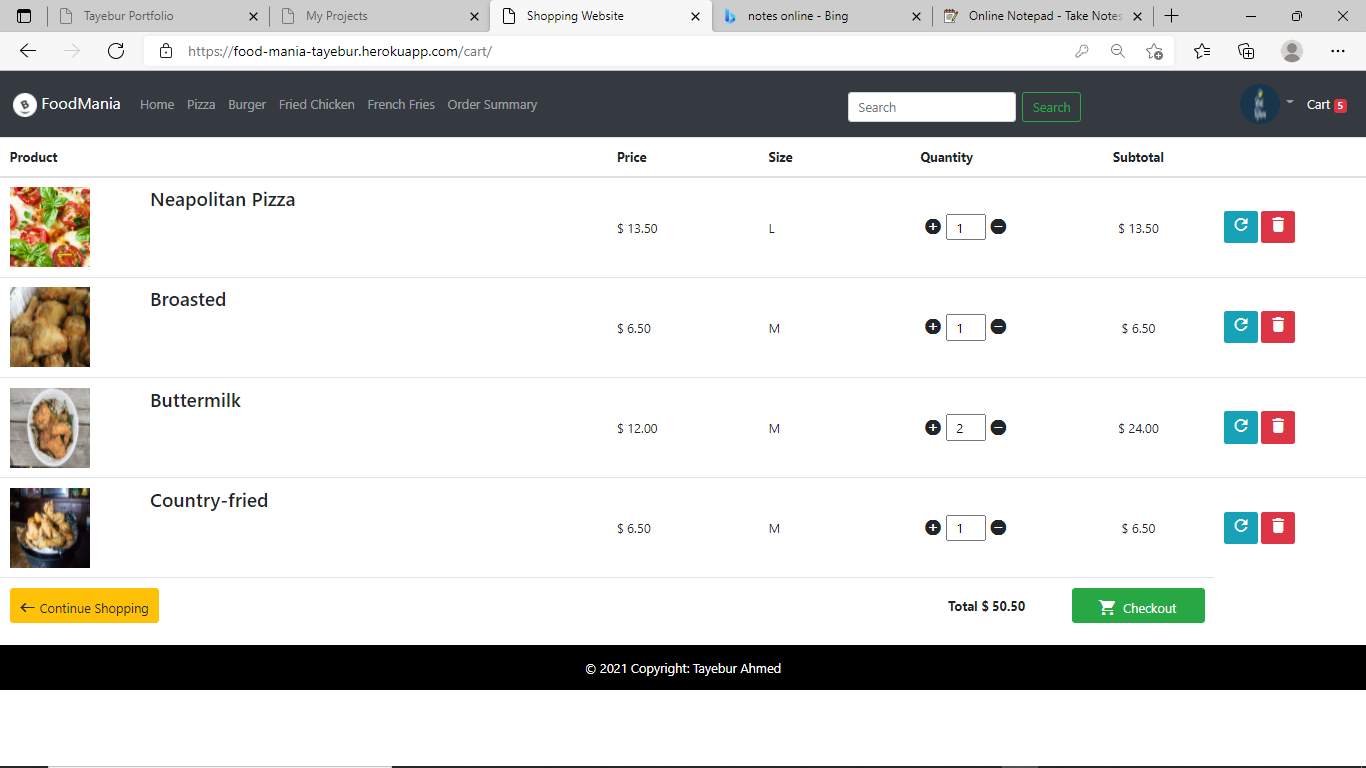 Tayebur Portfolio
My Projects
Shopping Website
notes online - Bing
Online Notepad - Take Notes
https://food-mania-tayebur.herokuapp.com/cart/
B FoodMania Home Pizza Burger Fried Chicken French Fries Order Summary Search Search Cart 5
Product Price Size Quantity Subtotal
Neapolitan Pizza
$ 13.50 L 1 $ 13.50
Broasted
$ 6.50 M 1 $ 6.50
Buttermilk
$ 12.00 M 2 $ 24.00
Country-fried
$ 6.50 M 1 $ 6.50
Continue Shopping Total $ 50.50 Checkout
© 2021 Copyright: Tayebur Ahmed